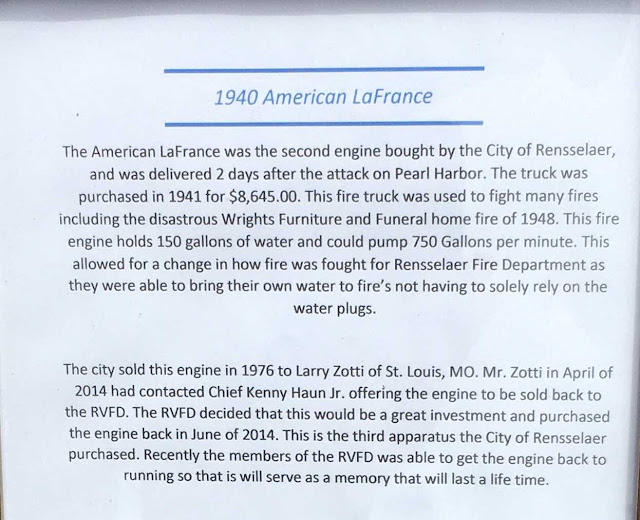 1940 American LaFrance
The American LaFrance was the second engine bought by the City of Rensselaer,
and was delivered 2 days after the attack on Pearl Harbor. The truck was
purchased in 1941 for $8,645.00. This fire truck was used to fight many fires
including the disastrous Wrights Furniture and Funeral home fire of 1948. This fire
engine holds 150 gallons of water and could pump 750 Gallons per minute. This
allowed for a change in how fire was fought for Rensselaer Fire Department as
they were able to bring their own water to fire's not having to solely rely on the
water plugs.
The city sold this engine in 1976 to Larry Zotti of St. Louis, MO. Mr. Zotti in April of
2014 had contacted Chief Kenny Haun Jr. offering the engine to be sold back to
the RVFD. The RVFD decided that this would be a great investment and purchased
the engine back in June of 2014. This is the third apparatus the City of Rensselaer
purchased. Recently the members of the RVFD was able to get the engine back to
running so that is will serve as a memory that will last a life time.